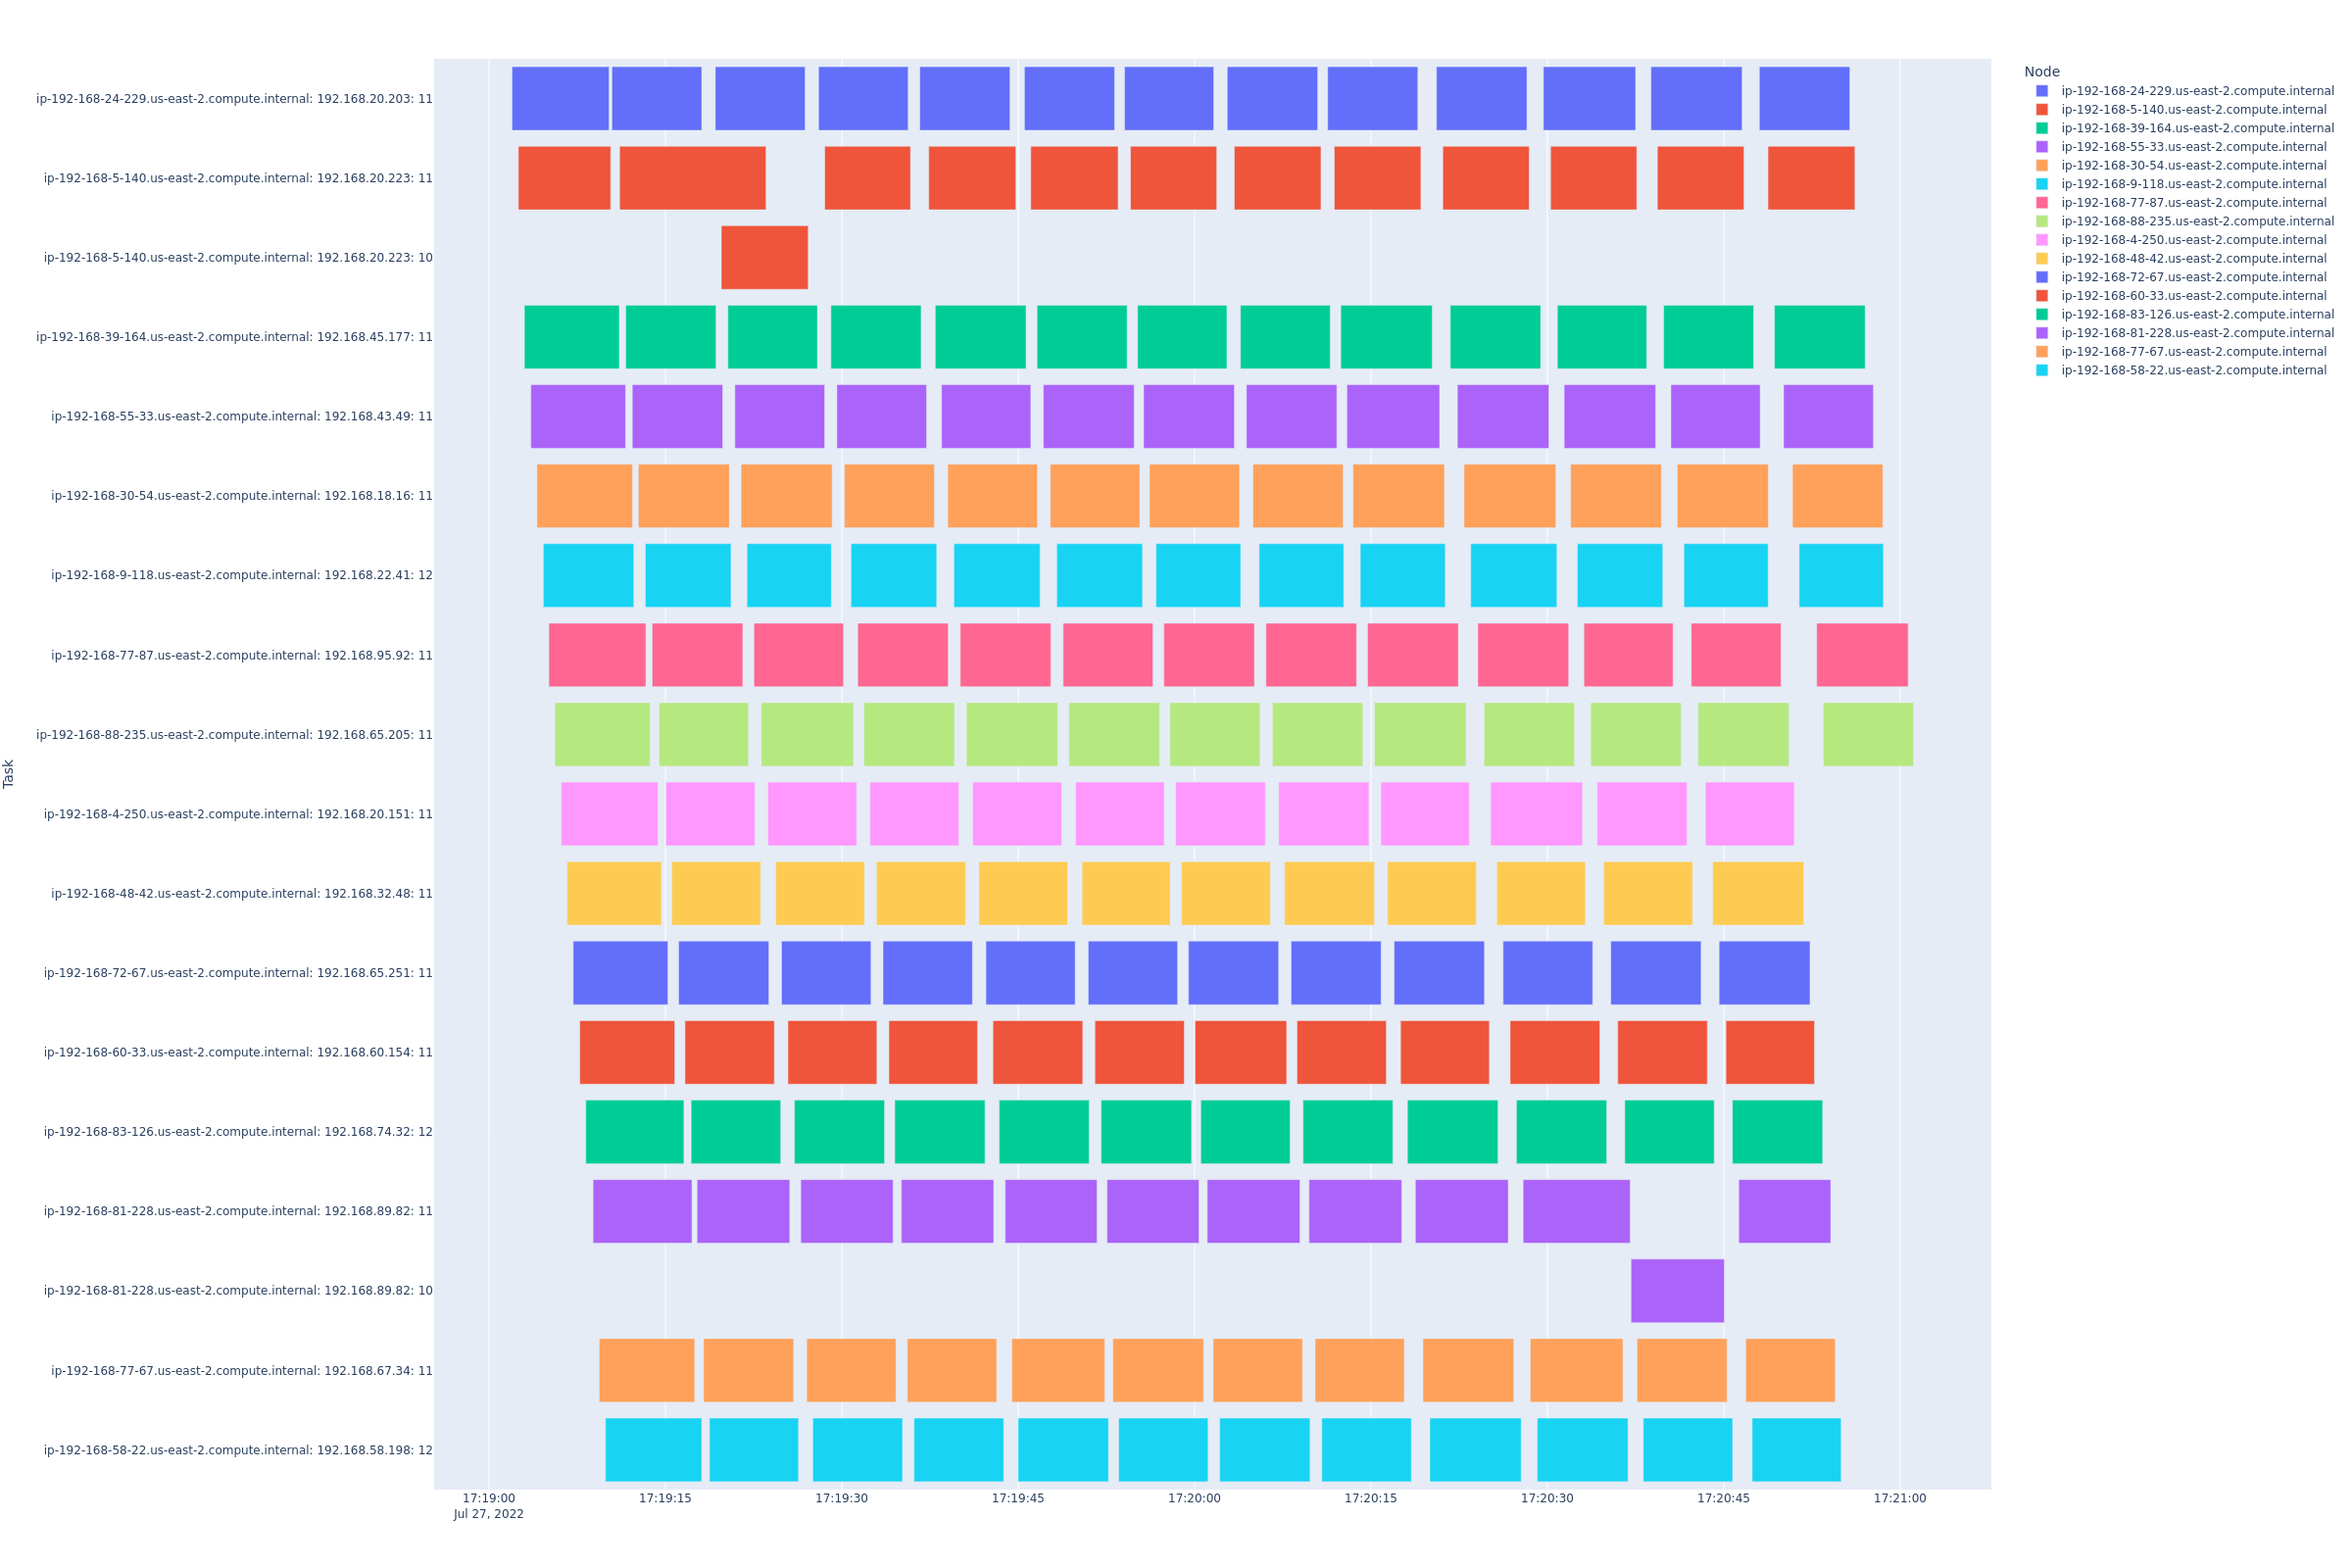 ip-192-168-24-229.us-east-2.compute.internal: 192.168.20.203: 11
ip-192-168-5-140.us-east-2.compute.internal: 192.168.20.223: 11
ip-192-168-5-140.us-east-2.compute.internal: 192.168.20.223: 10
ip-192-168-39-164.us-east-2.compute.internal: 192.168.45.177: 11
ip-192-168-55-33.us-east-2.compute.internal: 192.168.43.49: 11
ip-192-168-30-54.us-east-2.compute.internal: 192.168.18.16: 11
ip-192-168-9-118.us-east-2.compute.internal: 192.168.22.41: 12
ip-192-168-77-87.us-east-2.compute.internal: 192.168.95.92: 11
ip-192-168-88-235.us-east-2.compute.internal: 192.168.65.205: 11
Task
ip-192-168-4-250.us-east-2.compute.internal: 192.168.20.151: 11
ip-192-168-48-42.us-east-2.compute.internal: 192.168.32.48: 11
ip-192-168-72-67.us-east-2.compute.internal: 192.168.65.251: 11
ip-192-168-60-33.us-east-2.compute.internal: 192.168.60.154: 11
ip-192-168-83-126.us-east-2.compute.internal: 192.168.74.32: 12
ip-192-168-81-228.us-east-2.compute.internal: 192.168.89.82: 11
ip-192-168-81-228.us-east-2.compute.internal: 192.168.89.82: 10
ip-192-168-77-67.us-east-2.compute.internal: 192.168.67.34: 11
ip-192-168-58-22.us-east-2.compute.internal: 192.168.58.198: 12
17:19:00 17:19:15 17:19:30 17:19:45 17:20:00 17:20:15 17:20:30 17:20:45 17:21:00
Jul 27, 2022
Node
ip-192-168-24-229.us-east-2.compute.internal
ip-192-168-5-140.us-east-2.compute.internal
ip-192-168-39-164.us-east-2.compute.internal
ip-192-168-55-33.us-east-2.compute.internal
ip-192-168-30-54.us-east-2.compute.internal
ip-192-168-9-118.us-east-2.compute.internal
ip-192-168-77-87.us-east-2.compute.internal
ip-192-168-88-235.us-east-2.compute.internal
ip-192-168-4-250.us-east-2.compute.internal
ip-192-168-48-42.us-east-2.compute.internal
ip-192-168-72-67.us-east-2.compute.internal
ip-192-168-60-33.us-east-2.compute.internal
ip-192-168-83-126.us-east-2.compute.internal
ip-192-168-81-228.us-east-2.compute.internal
ip-192-168-77-67.us-east-2.compute.internal
ip-192-168-58-22.us-east-2.compute.internal